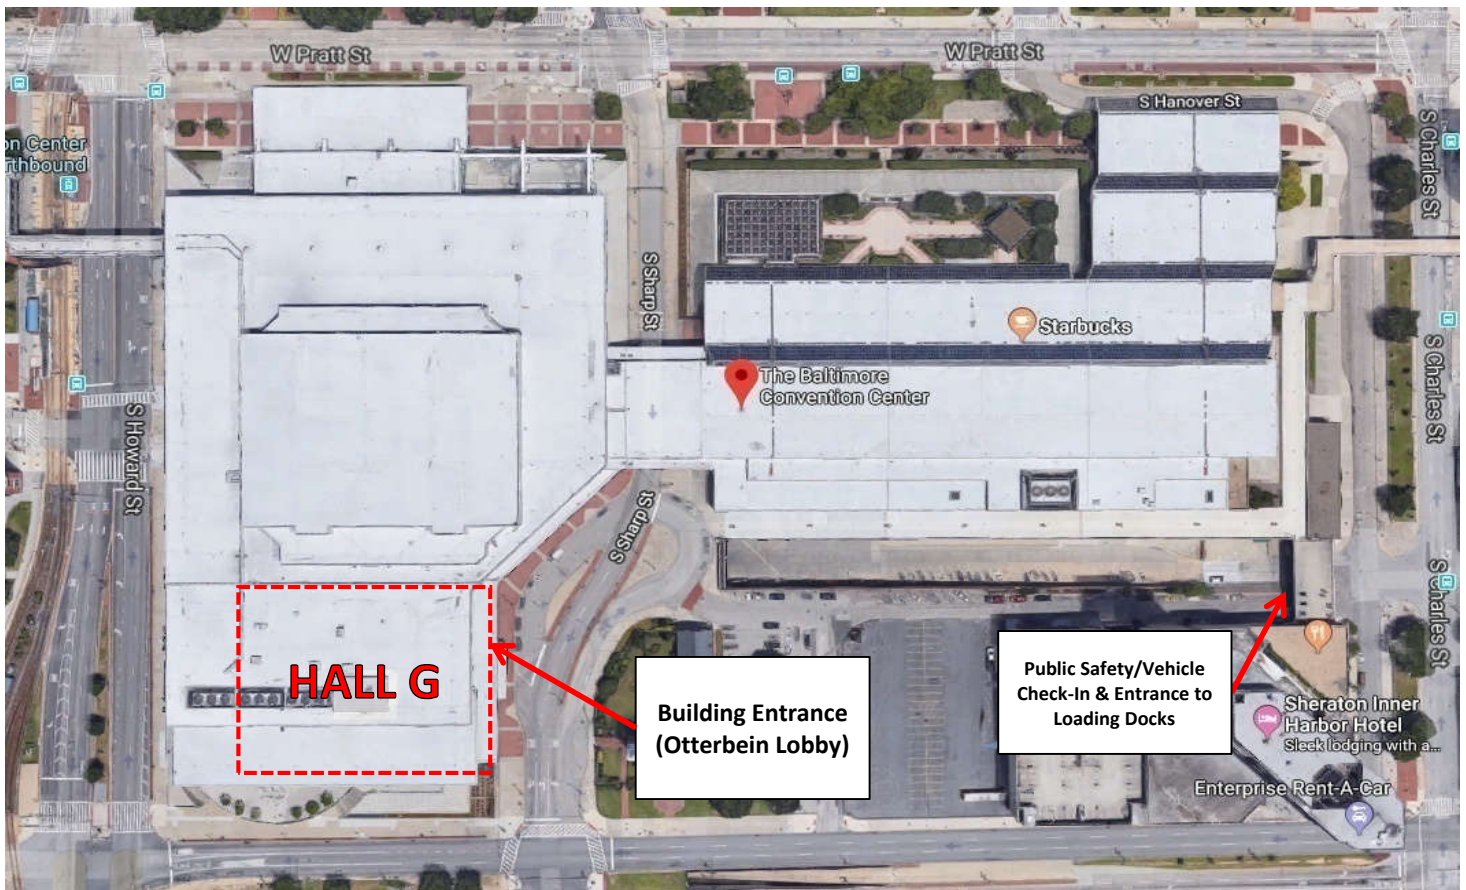 W Pratt St
W Pratt St
S Hanover St
S Charles St
on Center
rthbound
S Sharp St
Starbucks
The Baltimore
Convention Center
S Charles St
S Howard St
S Sharp St
S Charles St
HALL G
Building Entrance
(Otterbein Lobby)
Public Safety/Vehicle
Check-In & Entrance to
Loading Docks
Sheraton Inner
Harbor Hotel
Sleek lodging with a...
Enterprise Rent-A-Car